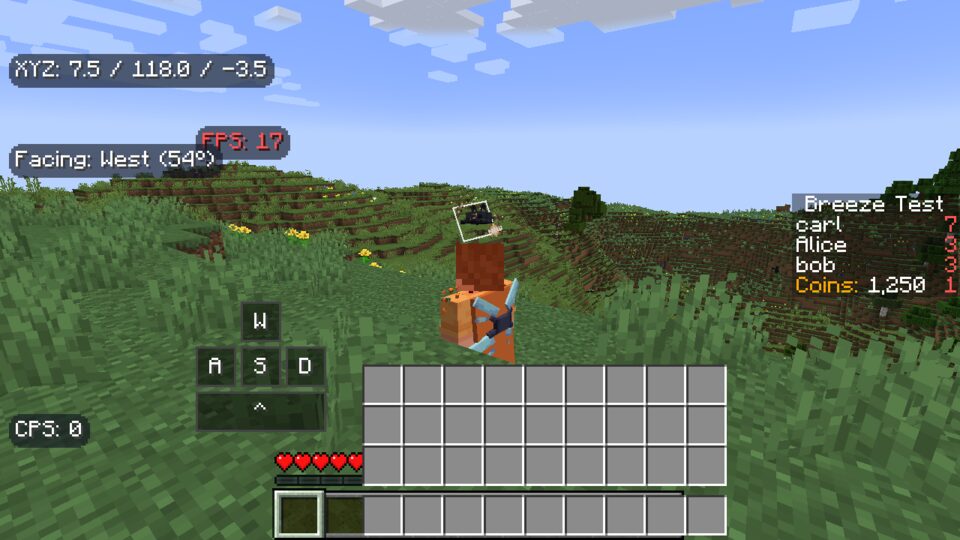 XYZ: 7.5 / 118.0 / -3.5
FPS: 17
Facing: West (54°)
Breeze Test
carl 7
Alice 3
bob 3
Coins: 1,250 1
W
A S D
^
CPS: 0